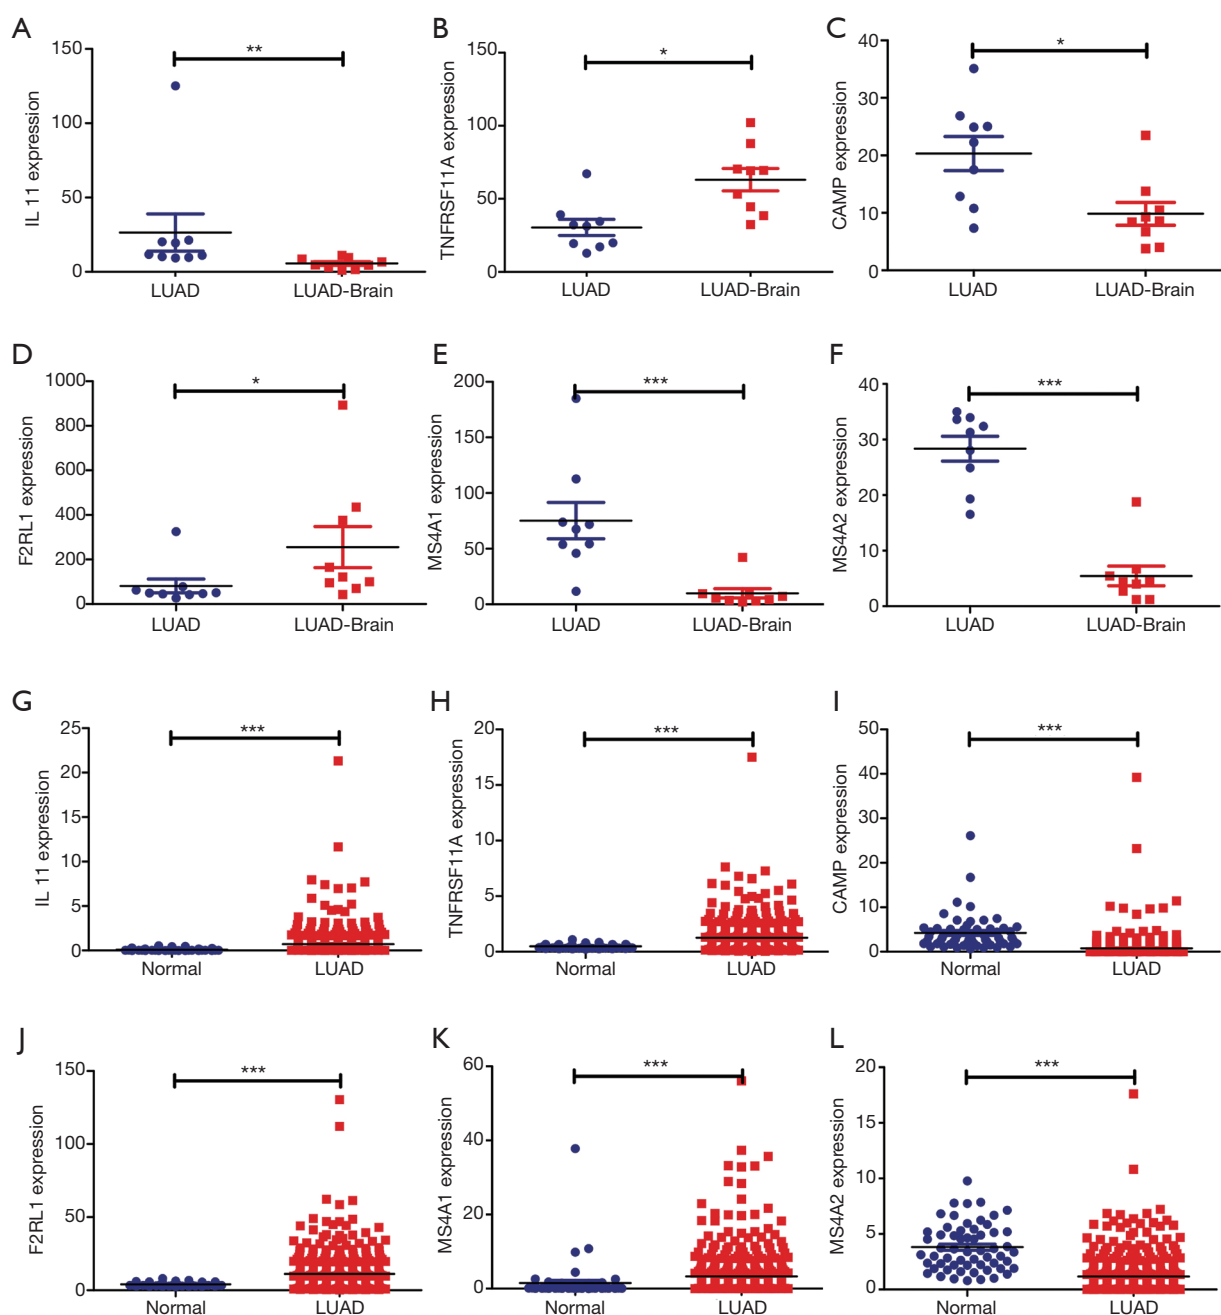 A
IL 11 expression
150
100
50
0
**
LUAD
LUAD-Brain
B
TNFRSF11A expression
150
100
50
0
*
LUAD
LUAD-Brain
C
CAMP expression
40
30
20
10
0
*
LUAD
LUAD-Brain
D
F2RL1 expression
1000
800
600
400
200
0
*
LUAD
LUAD-Brain
E
MS4A1 expression
200
150
100
50
0
***
LUAD
LUAD-Brain
F
MS4A2 expression
40
30
20
10
0
***
LUAD
LUAD-Brain
G
IL 11 expression
25
20
15
10
5
0
***
Normal
LUAD
H
TNFRSF11A expression
20
15
10
5
0
***
Normal
LUAD
I
CAMP expression
50
40
30
20
10
0
***
Normal
LUAD
J
F2RL1 expression
150
100
50
0
***
Normal
LUAD
K
MS4A1 expression
60
40
20
0
***
Normal
LUAD
L
MS4A2 expression
20
15
10
5
0
***
Normal
LUAD